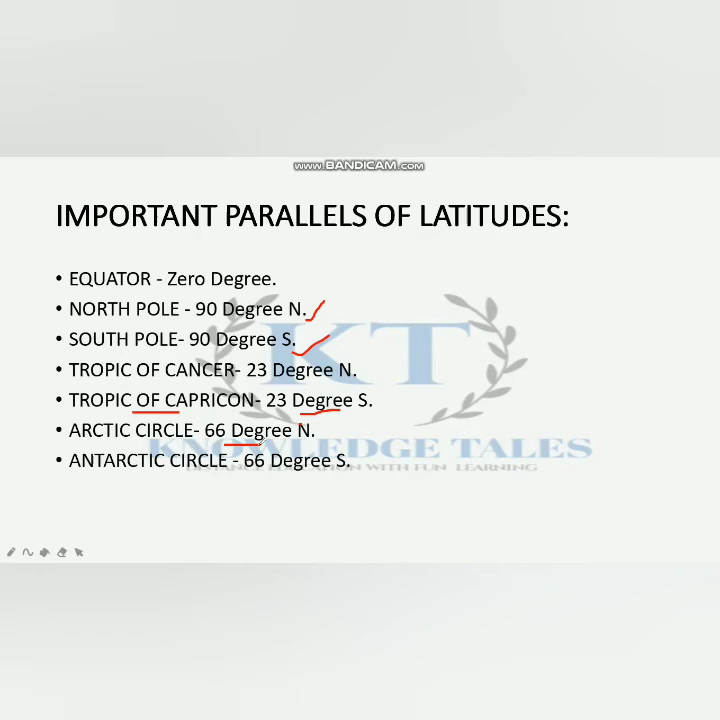 www.BANDICAM.com
IMPORTANT PARALLELS OF LATITUDES:
• EQUATOR - Zero Degree.
• NORTH POLE - 90 Degree N.
• SOUTH POLE- 90 Degree S.
• TROPIC OF CANCER- 23 Degree N.
• TROPIC OF CAPRICON- 23 Degree S.
• ARCTIC CIRCLE- 66 Degree N.
• ANTARCTIC CIRCLE - 66 Degree S.
KT
KNOWLEDGE TALES
DISTANCE EDUCATION WITH FUN LEARNING